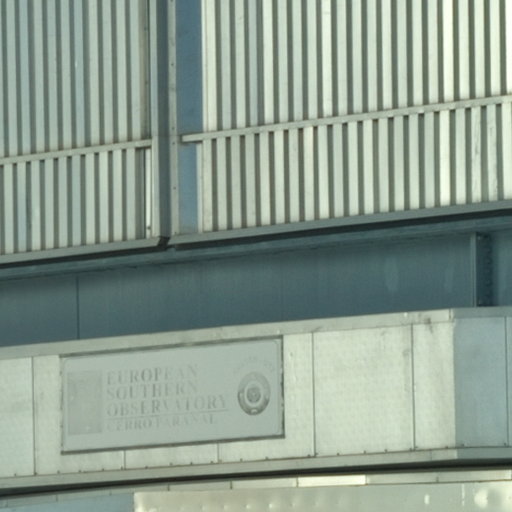 EUROPEAN
SOUTHERN
OBSERVATORY
CERRO PARANAL